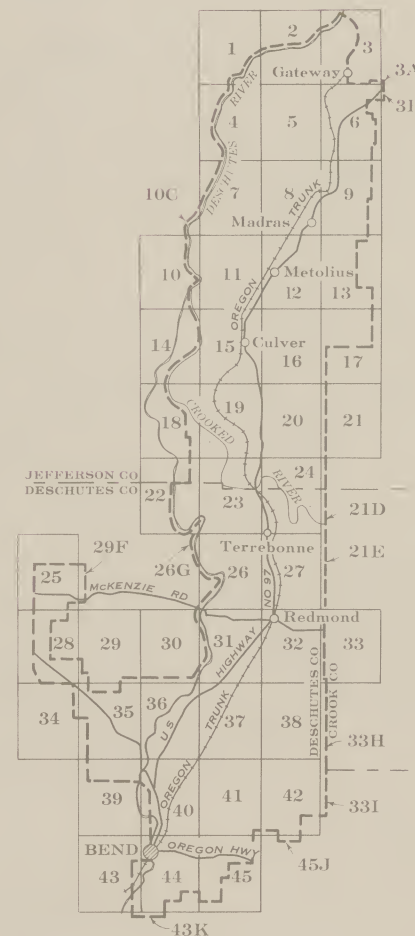 1
2
3
3A
Gateway
RIVER
31
4
5
6
DESCHUTES
7
8
9
10C
TRUNK
Madras
10
11
Metolius
12
13
OREGON
14
15
Culver
16
17
18
CROOKED
19
20
21
JEFFERSON CO
DESCHUTES CO
22
23
24
RIVER
21D
29F
26G
Terrebonne
21E
25
26
27
McKENZIE RD
NO 97
Redmond
28
29
30
31
32
33
HIGHWAY
DESCHUTES CO
CROOK CO
34
35
36
U S
TRUNK
37
38
33H
39
40
OREGON
41
42
33I
BEND
OREGON HWY
43
44
45
45J
43K